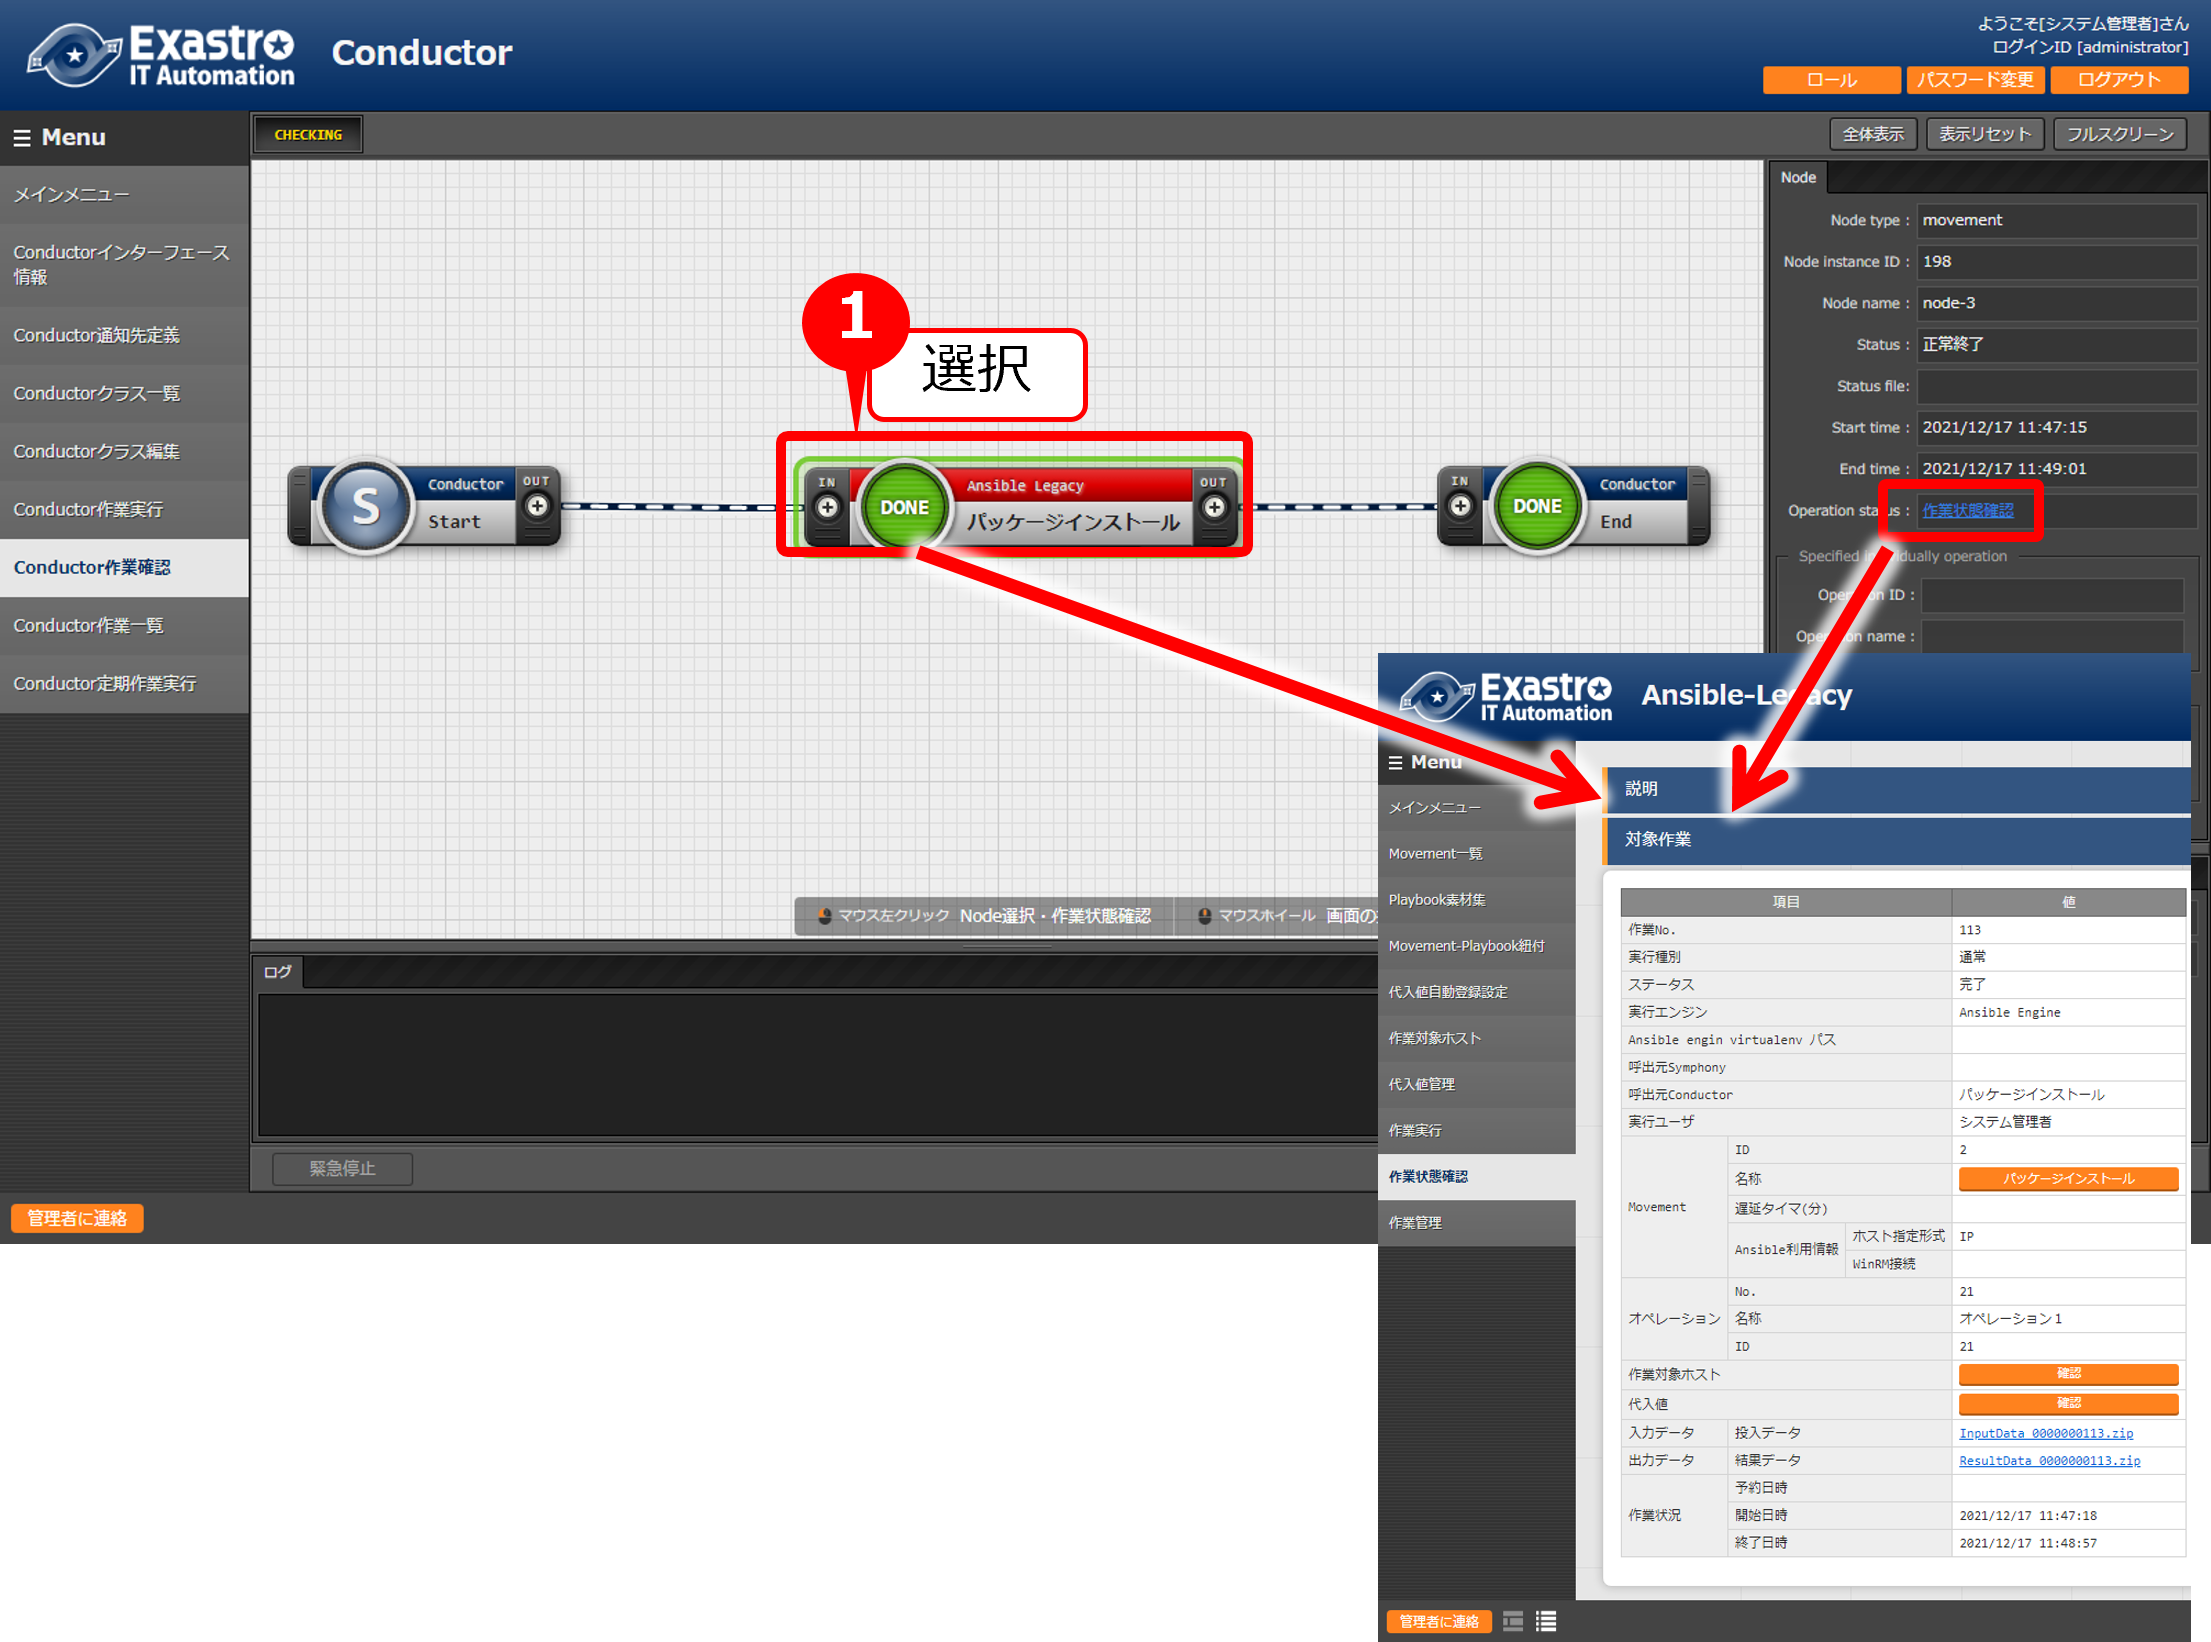 Exastro
IT Automation
Conductor
ようこそ[システム管理者]さん
ログインID [administrator]
ロール
パスワード変更
ログアウト
Menu
CHECKING
全体表示
表示リセット
フルスクリーン
メインメニュー
Conductorインターフェース
情報
Conductor通知先定義
Conductorクラス一覧
Conductorクラス編集
Conductor作業実行
Conductor作業確認
Conductor作業一覧
Conductor定期作業実行
1
選択
S
Conductor
Start
OUT
IN
DONE
Ansible Legacy
パッケージインストール
OUT
IN
DONE
Conductor
End
Node
Node type : movement
Node instance ID : 198
Node name : node-3
Status : 正常終了
Status file:
Start time : 2021/12/17 11:47:15
End time : 2021/12/17 11:49:01
Operation status : 作業状態確認
Specified individually operation
Operation ID :
Operation name :
マウス左クリック Node選択・作業状態確認
マウスホイール 画面の
ログ
緊急停止
管理者に連絡
Exastro
IT Automation
Ansible-Legacy
Menu
メインメニュー
Movement一覧
Playbook素材集
Movement-Playbook紐付
代入値自動登録設定
作業対象ホスト
代入値管理
作業実行
作業状態確認
作業管理
説明
対象作業
項目 値
作業No. 113
実行種別 通常
ステータス 完了
実行エンジン Ansible Engine
Ansible engin virtualenv パス
呼出元Symphony
呼出元Conductor パッケージインストール
実行ユーザ システム管理者
Movement
ID 2
名称 パッケージインストール
遅延タイマ(分)
Ansible利用情報
ホスト指定形式 IP
WinRM接続
オペレーション
No. 21
名称 オペレーション1
ID 21
作業対象ホスト 確認
代入値 確認
入力データ 投入データ InputData_0000000113.zip
出力データ 結果データ ResultData_0000000113.zip
作業状況
予約日時
開始日時 2021/12/17 11:47:18
終了日時 2021/12/17 11:48:57
管理者に連絡